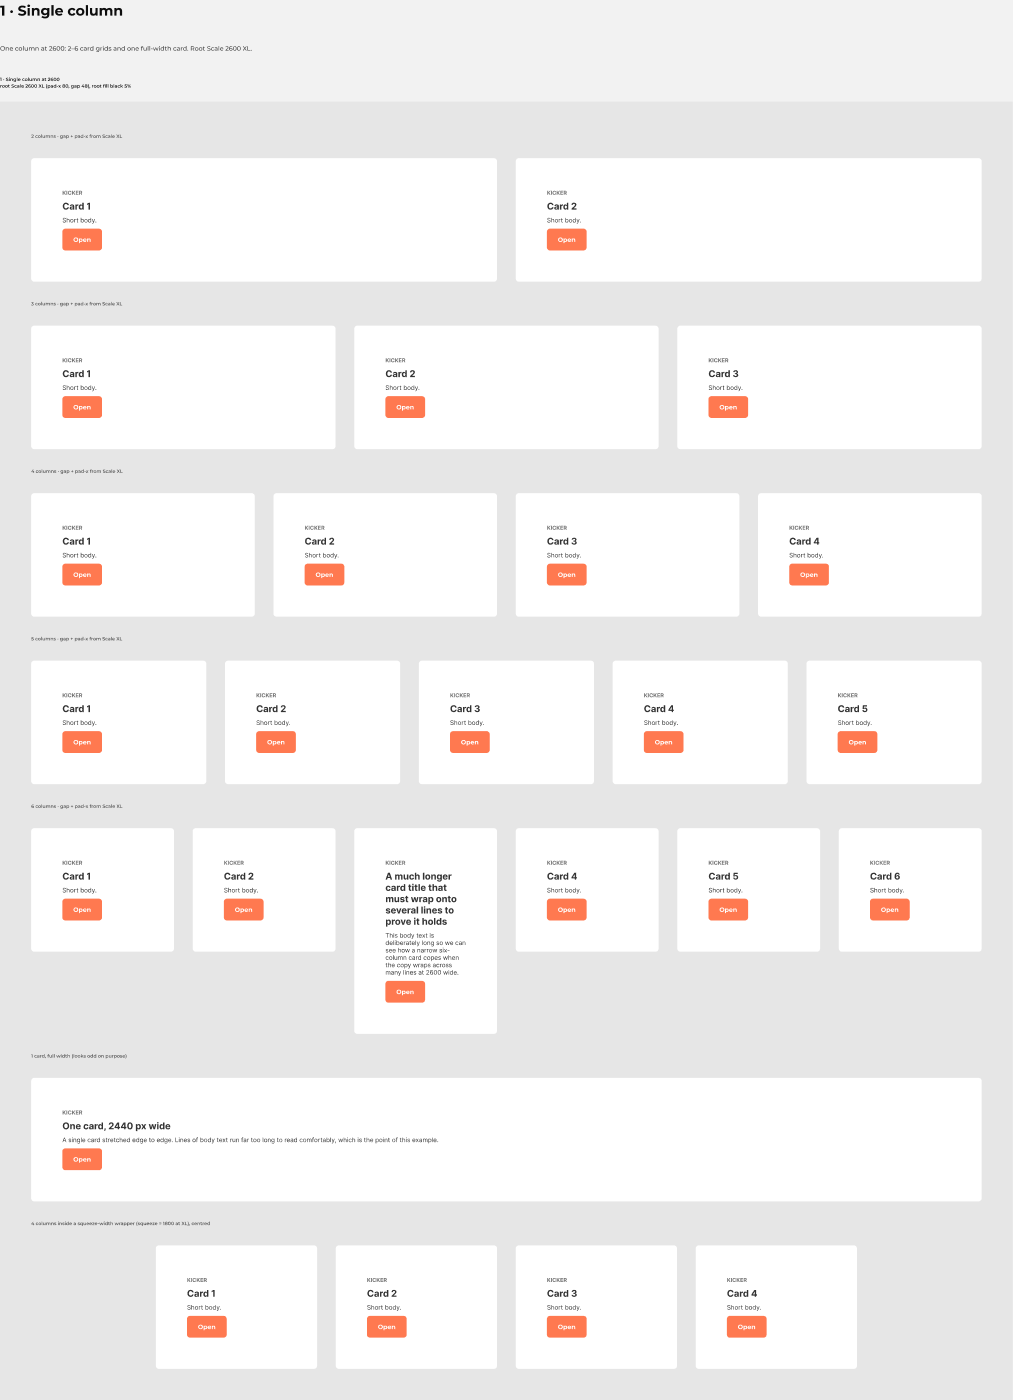 1 · Single column
One column at 2600: 2–6 card grids and one full-width card. Root Scale 2600 XL.
1 · Single column at 2600
root Scale 2600 XL (pad-x 80, gap 48), root fill black 5%
2 columns · gap + pad-x from Scale XL
KICKER
Card 1
Short body.
Open
KICKER
Card 2
Short body.
Open
3 columns · gap + pad-x from Scale XL
KICKER
Card 1
Short body.
Open
KICKER
Card 2
Short body.
Open
KICKER
Card 3
Short body.
Open
4 columns · gap + pad-x from Scale XL
KICKER
Card 1
Short body.
Open
KICKER
Card 2
Short body.
Open
KICKER
Card 3
Short body.
Open
KICKER
Card 4
Short body.
Open
5 columns · gap + pad-x from Scale XL
KICKER
Card 1
Short body.
Open
KICKER
Card 2
Short body.
Open
KICKER
Card 3
Short body.
Open
KICKER
Card 4
Short body.
Open
KICKER
Card 5
Short body.
Open
6 columns · gap + pad-x from Scale XL
KICKER
Card 1
Short body.
Open
KICKER
Card 2
Short body.
Open
KICKER
A much longer
card title that
must wrap onto
several lines to
prove it holds
This body text is
deliberately long so we can
see how a narrow six-
column card copes when
the copy wraps across
many lines at 2600 wide.
Open
KICKER
Card 4
Short body.
Open
KICKER
Card 5
Short body.
Open
KICKER
Card 6
Short body.
Open
1 card, full width (looks odd on purpose)
KICKER
One card, 2440 px wide
A single card stretched edge to edge. Lines of body text run far too long to read comfortably, which is the point of this example.
Open
4 columns inside a squeeze-width wrapper (squeeze = 1800 at XL), centred
KICKER
Card 1
Short body.
Open
KICKER
Card 2
Short body.
Open
KICKER
Card 3
Short body.
Open
KICKER
Card 4
Short body.
Open